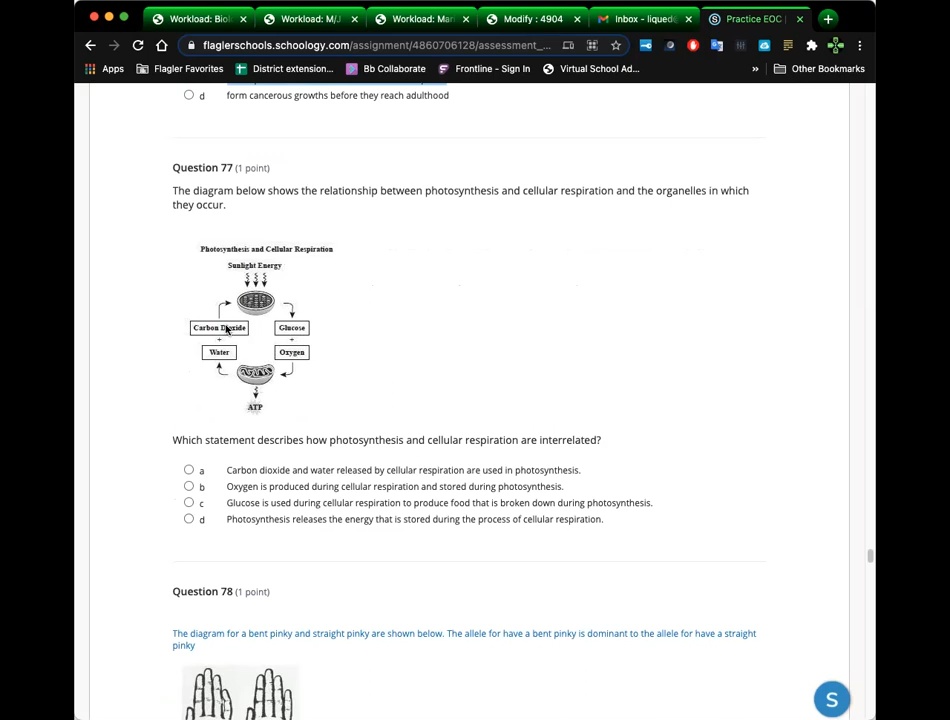 Workload: Biol
Workload: M/J
Workload: Man
Modify : 4904
Inbox - liquedo
Practice EOC |
flaglerschools.schoology.com/assignment/4860706128/assessment_...
Apps
Flagler Favorites
District extension...
Bb Collaborate
Frontline - Sign In
Virtual School Ad...
»
Other Bookmarks
d form cancerous growths before they reach adulthood
Question 77 (1 point)
The diagram below shows the relationship between photosynthesis and cellular respiration and the organelles in which
they occur.
Photosynthesis and Cellular Respiration
Sunlight Energy
Carbon Dioxide
Glucose
+
+
Water
Oxygen
ATP
Which statement describes how photosynthesis and cellular respiration are interrelated?
a Carbon dioxide and water released by cellular respiration are used in photosynthesis.
b Oxygen is produced during cellular respiration and stored during photosynthesis.
c Glucose is used during cellular respiration to produce food that is broken down during photosynthesis.
d Photosynthesis releases the energy that is stored during the process of cellular respiration.
Question 78 (1 point)
The diagram for a bent pinky and straight pinky are shown below. The allele for have a bent pinky is dominant to the allele for have a straight
pinky
S